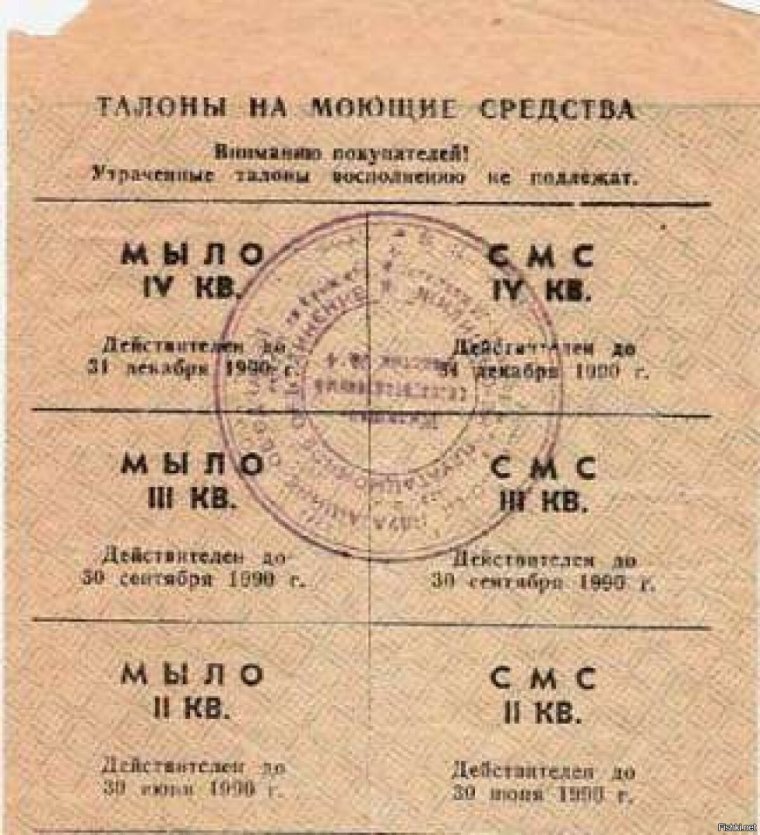 ТАЛОНЫ НА МОЮЩИЕ СРЕДСТВА
Вниманию покупателей!
Утраченные талоны восполнению не подлежат.
МЫЛО
IV КВ.
Действителен до
31 декабря 1990 г.
СМС
IV КВ.
Действителен до
31 декабря 1990 г.
МЫЛО
III КВ.
Действителен до
30 сентября 1990 г.
СМС
III КВ.
Действителен до
30 сентября 1990 г.
МЫЛО
II КВ.
Действителен до
30 июня 1990 г.
СМС
II КВ.
Действителен до
30 июня 1990 г.
Fishki.net